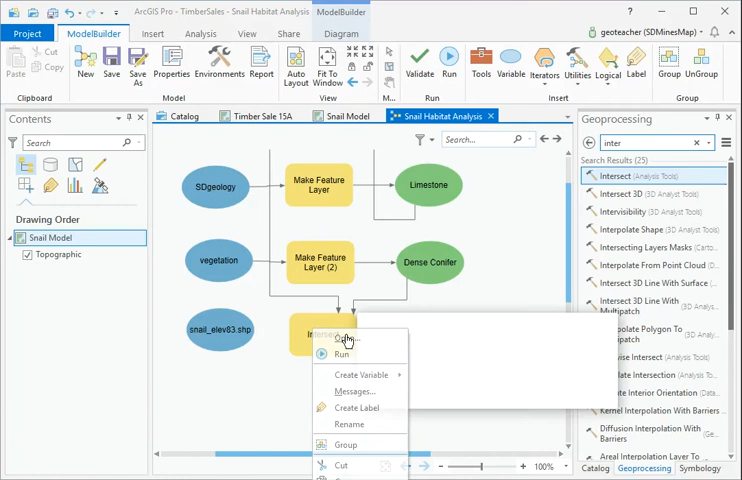 ArcGIS Pro - TimberSales - Snail Habitat Analysis
ModelBuilder
?
geoteacher (SDMinesMap)
Project
ModelBuilder
Insert
Analysis
View
Share
Diagram
Paste
Cut
Copy
New
Save
Save As
Properties
Environments
Report
Auto Layout
Fit To Window
Validate
Run
Tools
Variable
Iterators
Utilities
Logical
Label
Group
UnGroup
Clipboard
Model
View
Run
Insert
Group
Contents
Search
Drawing Order
Snail Model
Topographic
Catalog
Timber Sale 15A
Snail Model
Snail Habitat Analysis
Search...
SDgeology
Make Feature
Layer
Limestone
vegetation
Make Feature
Layer (2)
Dense Conifer
snail_elev83.shp
Open...
Run
Create Variable
Messages...
Create Label
Rename
Group
Cut
100%
Geoprocessing
inter
Search Results (25)
Intersect (Analysis Tools)
Intersect 3D (3D Analyst Tools)
Intervisibility (3D Analyst Tools)
Interpolate Shape (3D Analyst Tools)
Intersecting Layers Masks (Carto...
Interpolate From Point Cloud (3D...
Intersect 3D Line With Surface (...
Intersect 3D Line With
Multipatch
Polygon To
Interior (3D Analyst
Kernel Interpolation With Barriers
Diffusion Interpolation With
Barriers
Catalog
Geoprocessing
Symbology